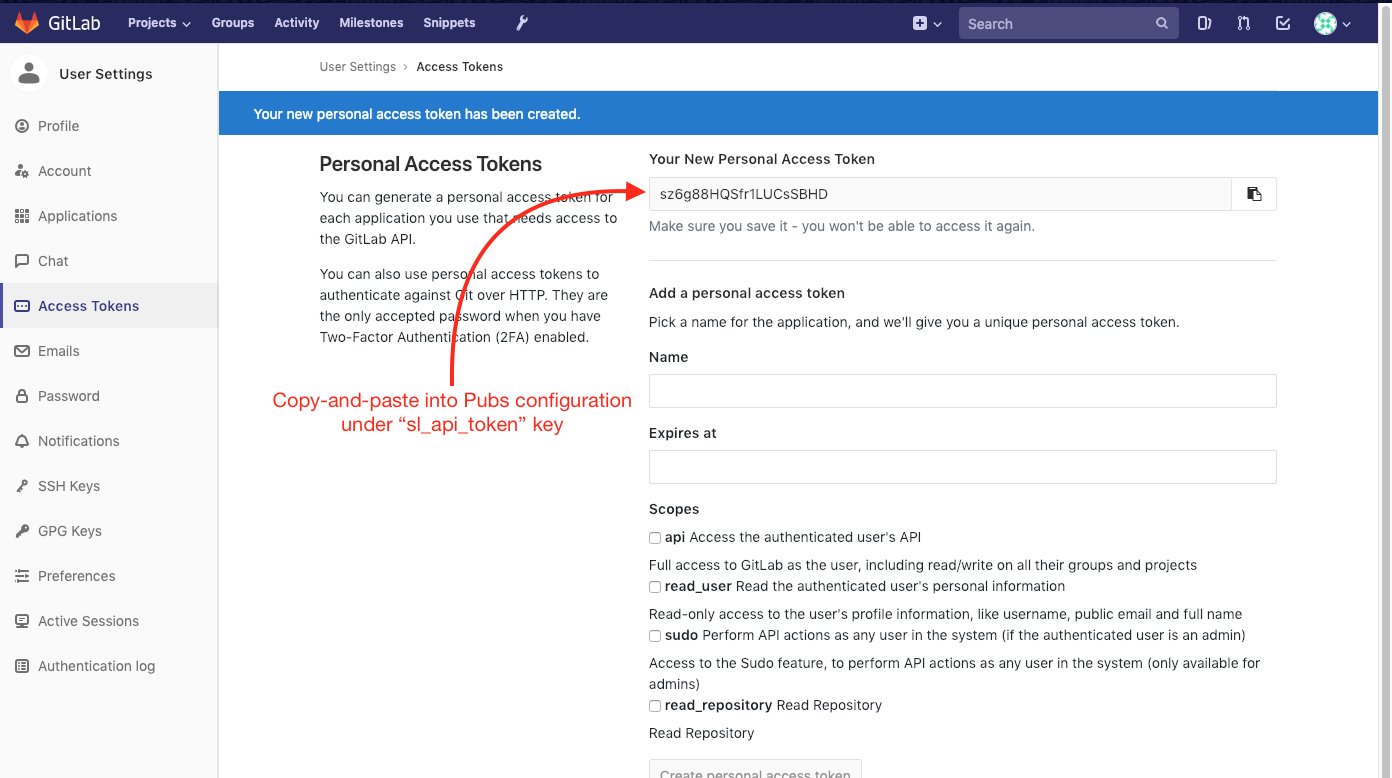 GitLab Projects Groups Activity Milestones Snippets Search
User Settings
Profile
Account
Applications
Chat
Access Tokens
Emails
Password
Notifications
SSH Keys
GPG Keys
Preferences
Active Sessions
Authentication log
User Settings › Access Tokens
Your new personal access token has been created.
Personal Access Tokens
You can generate a personal access token for
each application you use that needs access to
the GitLab API.
You can also use personal access tokens to
authenticate against Git over HTTP. They are
the only accepted password when you have
Two-Factor Authentication (2FA) enabled.
Copy-and-paste into Pubs configuration
under “sl_api_token” key
Your New Personal Access Token
sz6g88HQSfr1LUCsSBHD
Make sure you save it - you won't be able to access it again.
Add a personal access token
Pick a name for the application, and we'll give you a unique personal access token.
Name
Expires at
Scopes
api Access the authenticated user's API
Full access to GitLab as the user, including read/write on all their groups and projects
read_user Read the authenticated user's personal information
Read-only access to the user's profile information, like username, public email and full name
sudo Perform API actions as any user in the system (if the authenticated user is an admin)
Access to the Sudo feature, to perform API actions as any user in the system (only available for
admins)
read_repository Read Repository
Read Repository
Create personal access token